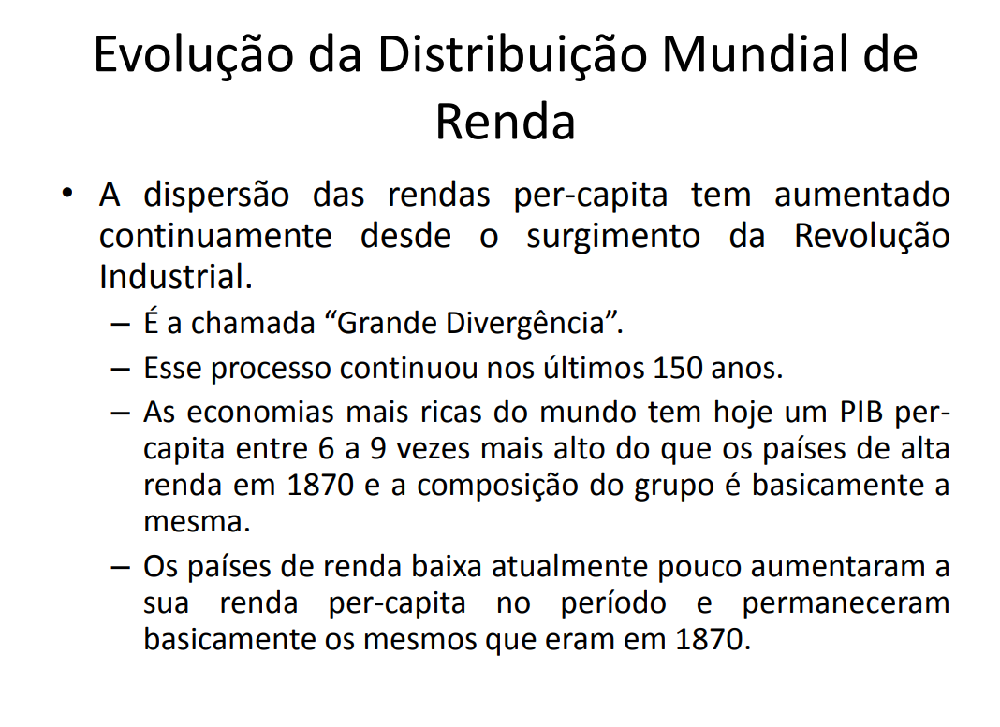 Evolução da Distribuição Mundial de
Renda
• A dispersão das rendas per-capita tem aumentado
continuamente desde o surgimento da Revolução
Industrial.
– É a chamada “Grande Divergência”.
– Esse processo continuou nos últimos 150 anos.
– As economias mais ricas do mundo tem hoje um PIB per-
capita entre 6 a 9 vezes mais alto do que os países de alta
renda em 1870 e a composição do grupo é basicamente a
mesma.
– Os países de renda baixa atualmente pouco aumentaram a
sua renda per-capita no período e permaneceram
basicamente os mesmos que eram em 1870.